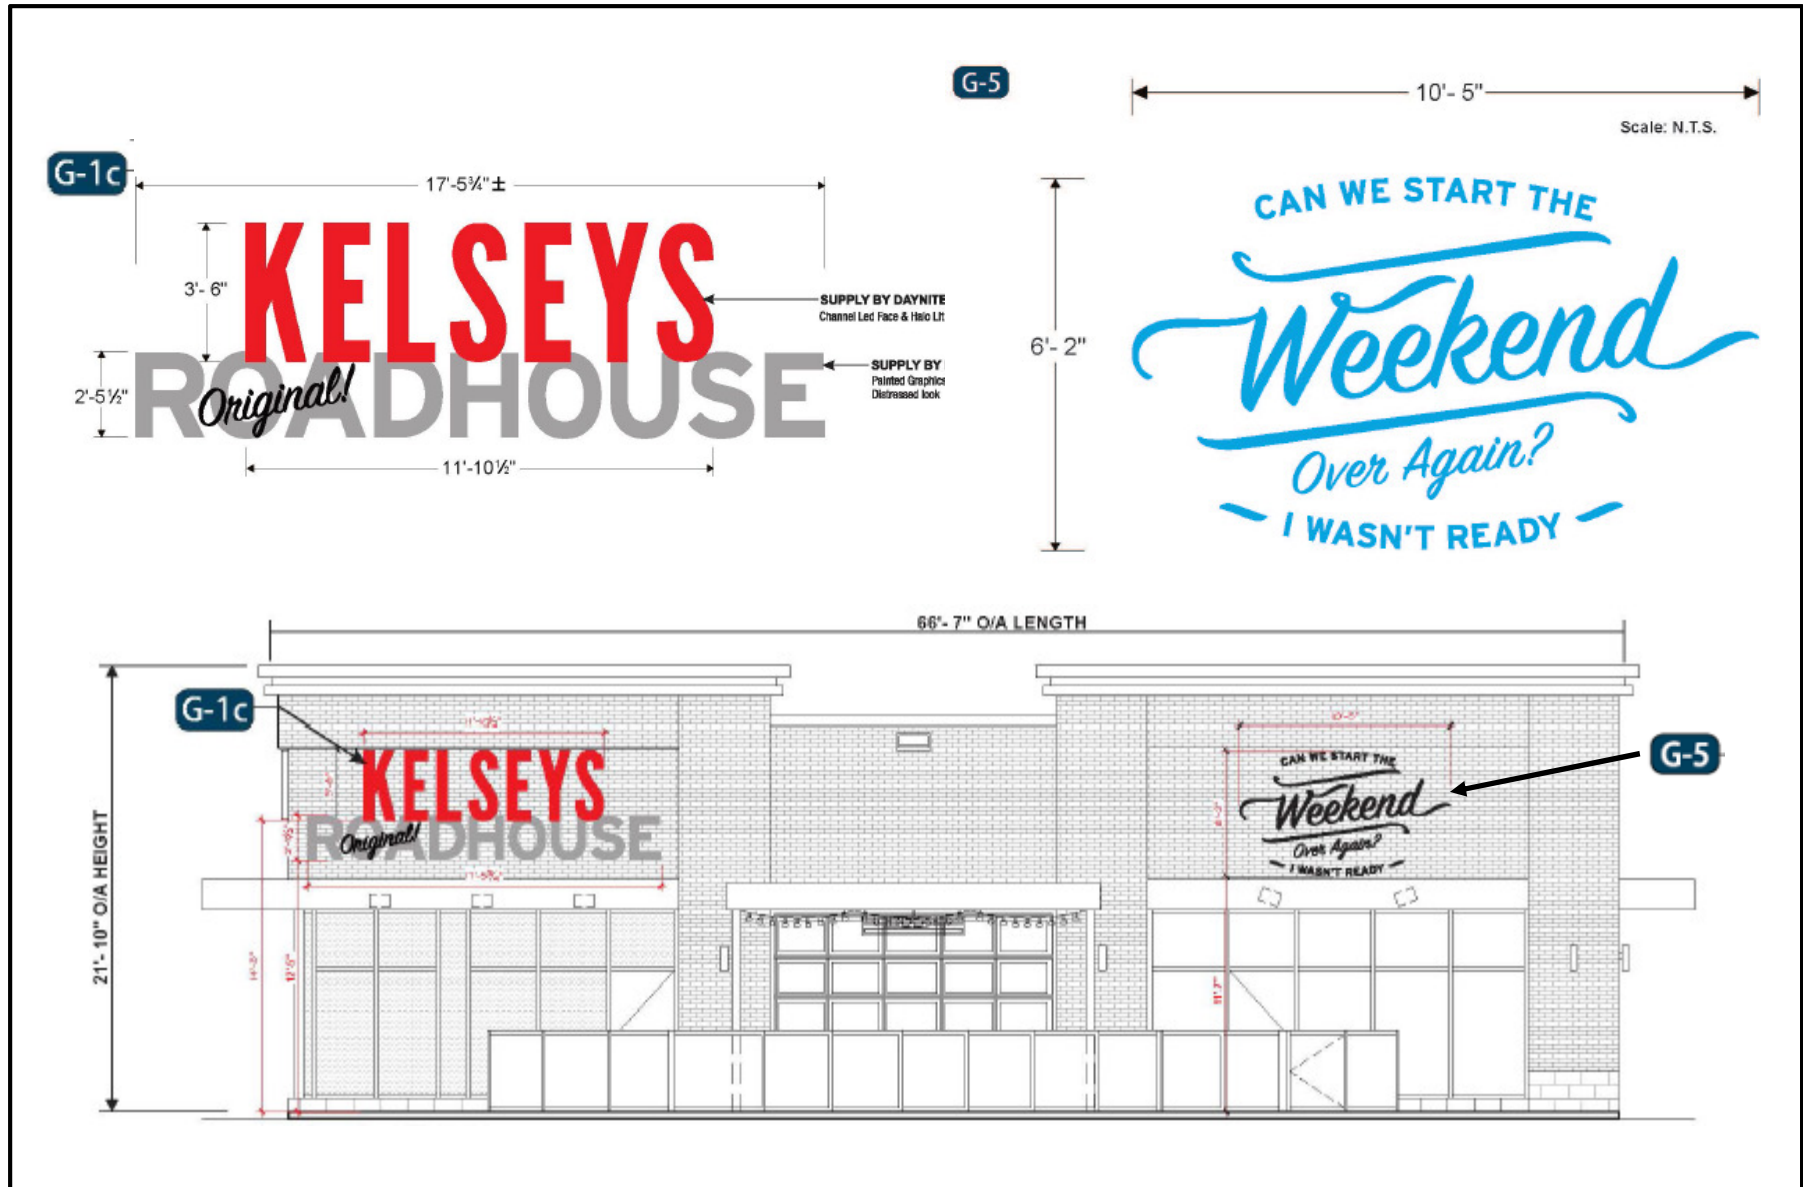 G-5
10'- 5"
Scale: N.T.S.
G-1c
17'-5¾"±
KELSEYS
3'- 6"
SUPPLY BY DAYNITE
Channel Led Face & Halo Lit
ROADHOUSE
Original!
2'-5½"
SUPPLY BY
Painted Graphics
Distressed look
11'-10½"
6'- 2"
CAN WE START THE
Weekend
Over Again?
I WASN'T READY
66'- 7" O/A LENGTH
21'- 10" O/A HEIGHT
G-1c
11'-10½"
KELSEYS
ROADHOUSE
Original!
CAN WE START THE
Weekend
Over Again?
I WASN'T READY
G-5